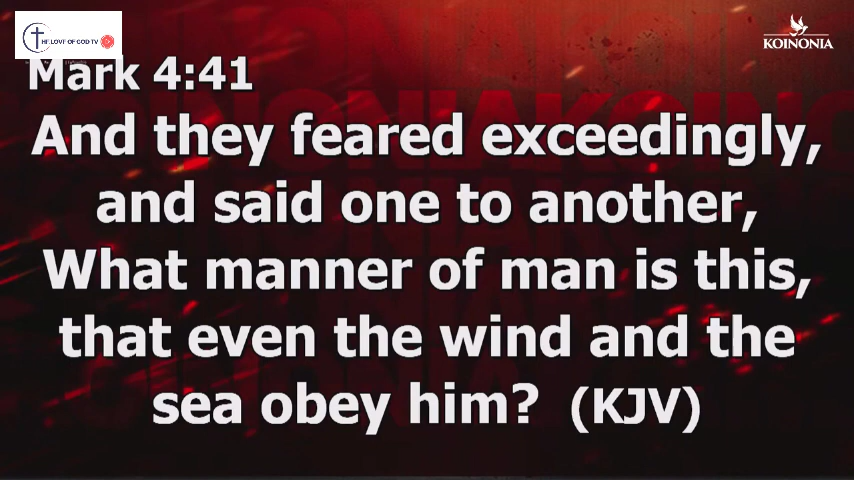 THE LOVE OF GOD TV
KOINONIA
Mark 4:41
And they feared exceedingly,
and said one to another,
What manner of man is this,
that even the wind and the
sea obey him? (KJV)